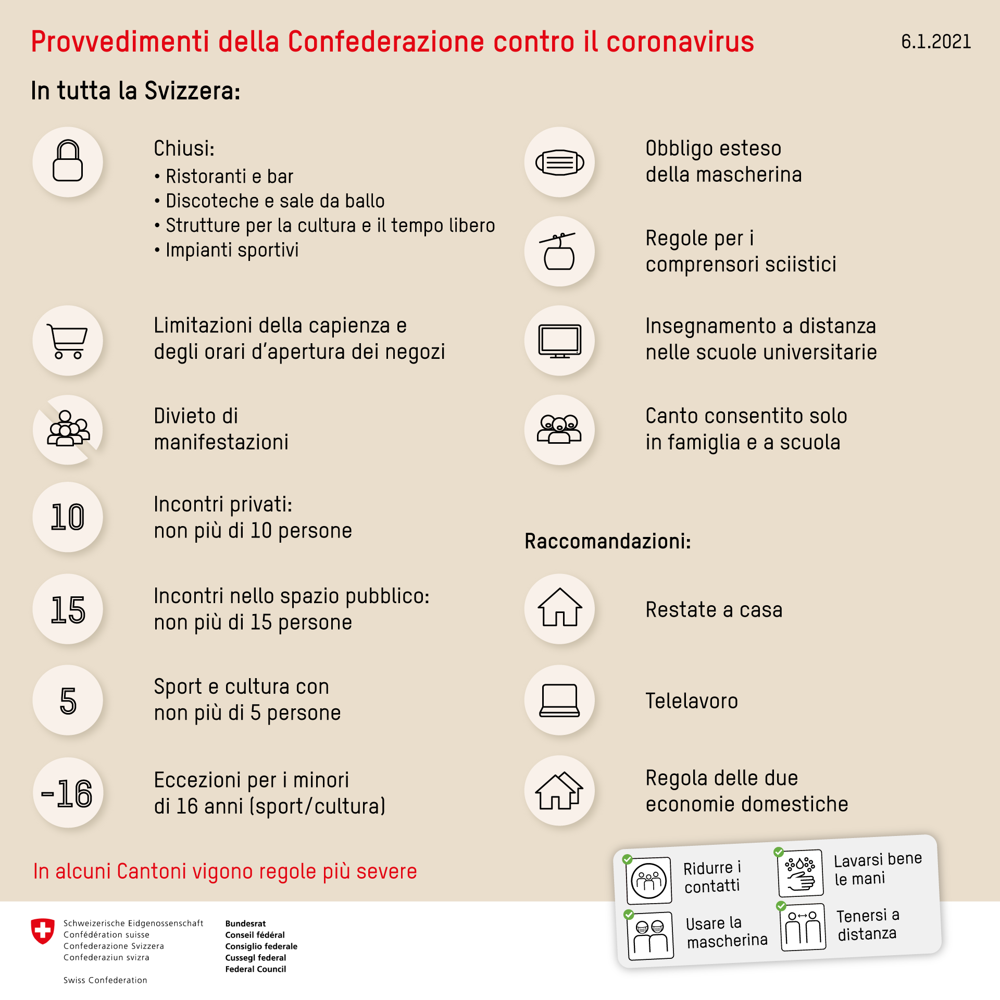 Provvedimenti della Confederazione contro il coronavirus
6.1.2021
In tutta la Svizzera:
Chiusi:
• Ristoranti e bar
• Discoteche e sale da ballo
• Strutture per la cultura e il tempo libero
• Impianti sportivi
Limitazioni della capienza e
degli orari d’apertura dei negozi
Divieto di
manifestazioni
10
Incontri privati:
non più di 10 persone
15
Incontri nello spazio pubblico:
non più di 15 persone
5
Sport e cultura con
non più di 5 persone
-16
Eccezioni per i minori
di 16 anni (sport/cultura)
In alcuni Cantoni vigono regole più severe
Obbligo esteso
della mascherina
Regole per i
comprensori sciistici
Insegnamento a distanza
nelle scuole universitarie
Canto consentito solo
in famiglia e a scuola
Raccomandazioni:
Restate a casa
Telelavoro
Regola delle due
economie domestiche
Ridurre i
contatti
Lavarsi bene
le mani
Usare la
mascherina
Tenersi a
distanza
Schweizerische Eidgenossenschaft
Confédération suisse
Confederazione Svizzera
Confederaziun svizra
Swiss Confederation
Bundesrat
Conseil fédéral
Consiglio federale
Cussegl federal
Federal Council